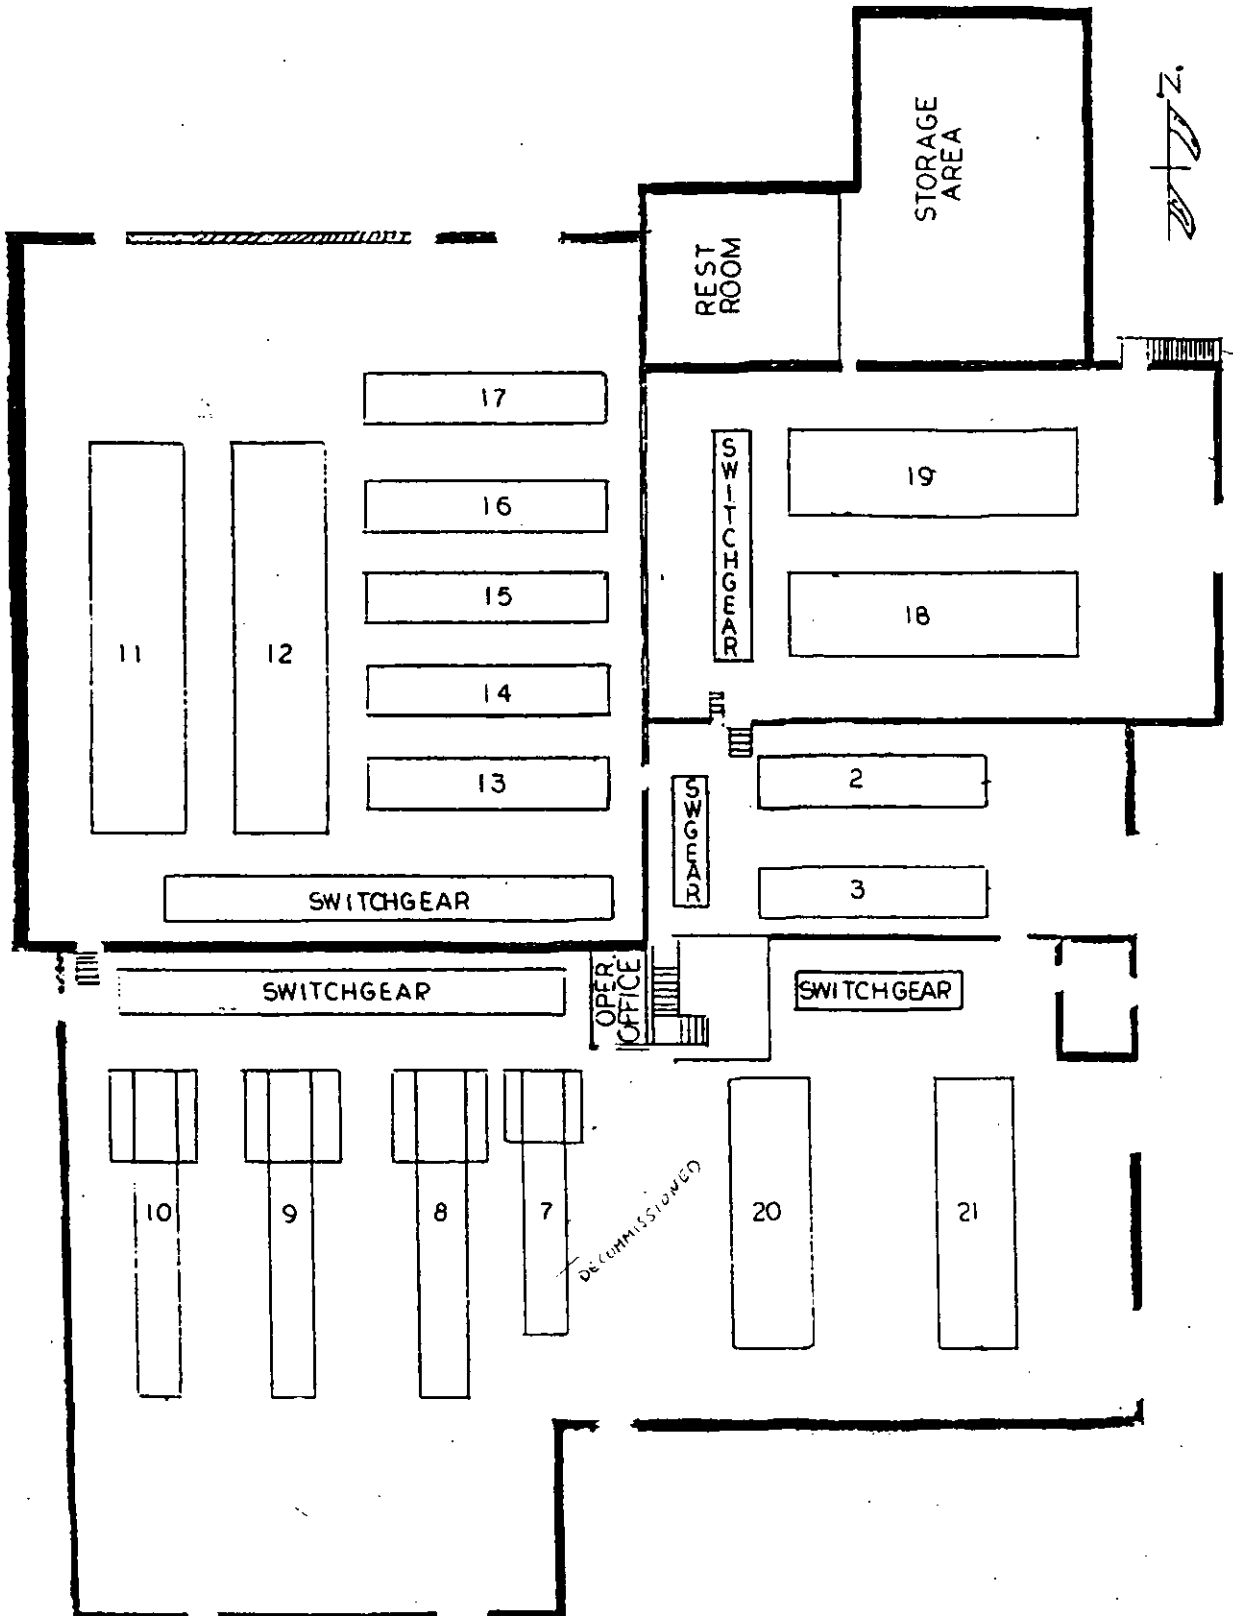 N.
STORAGE
AREA
REST
ROOM
17
16
15
14
13
11
12
SWITCHGEAR
19
18
SWITCHGEAR
2
3
SWGEAR
SWITCHGEAR
OPER.
OFFICE
SWITCHGEAR
10
9
8
7
DECOMMISSIONED
20
21